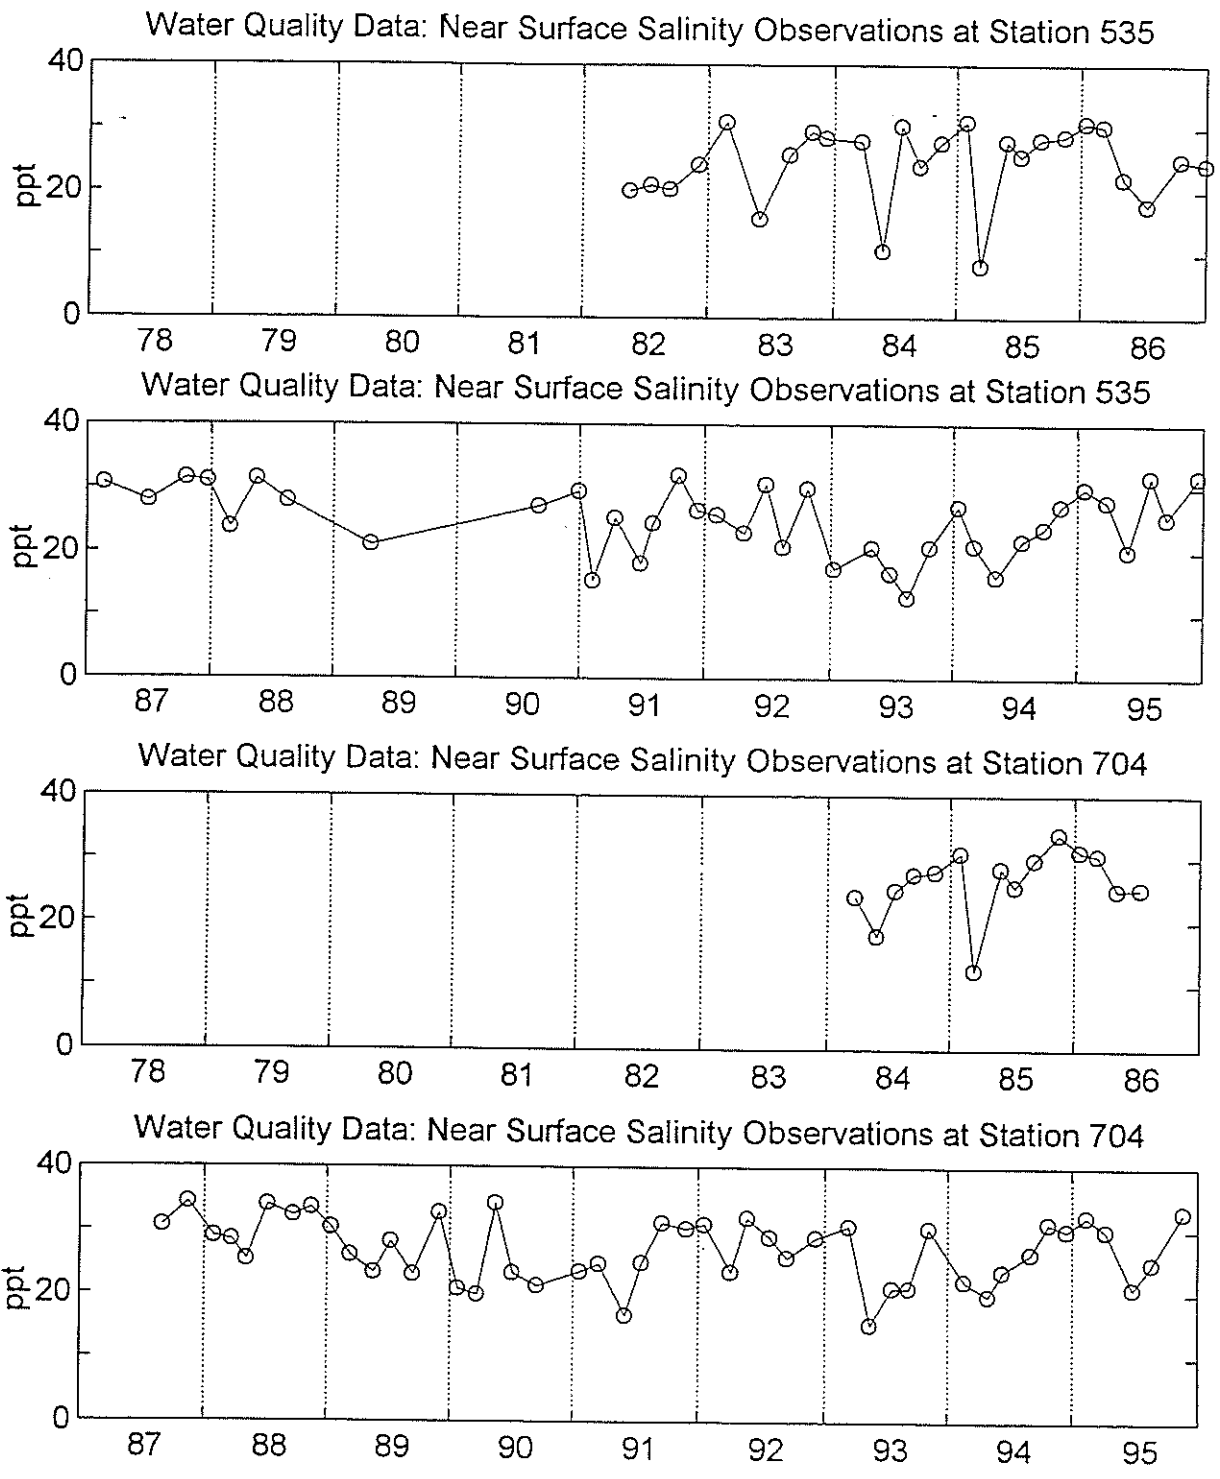 Water Quality Data: Near Surface Salinity Observations at Station 535
40
20
0
ppt
78 79 80 81 82 83 84 85 86
Water Quality Data: Near Surface Salinity Observations at Station 535
40
20
0
ppt
87 88 89 90 91 92 93 94 95
Water Quality Data: Near Surface Salinity Observations at Station 704
40
20
0
ppt
78 79 80 81 82 83 84 85 86
Water Quality Data: Near Surface Salinity Observations at Station 704
40
20
0
ppt
87 88 89 90 91 92 93 94 95